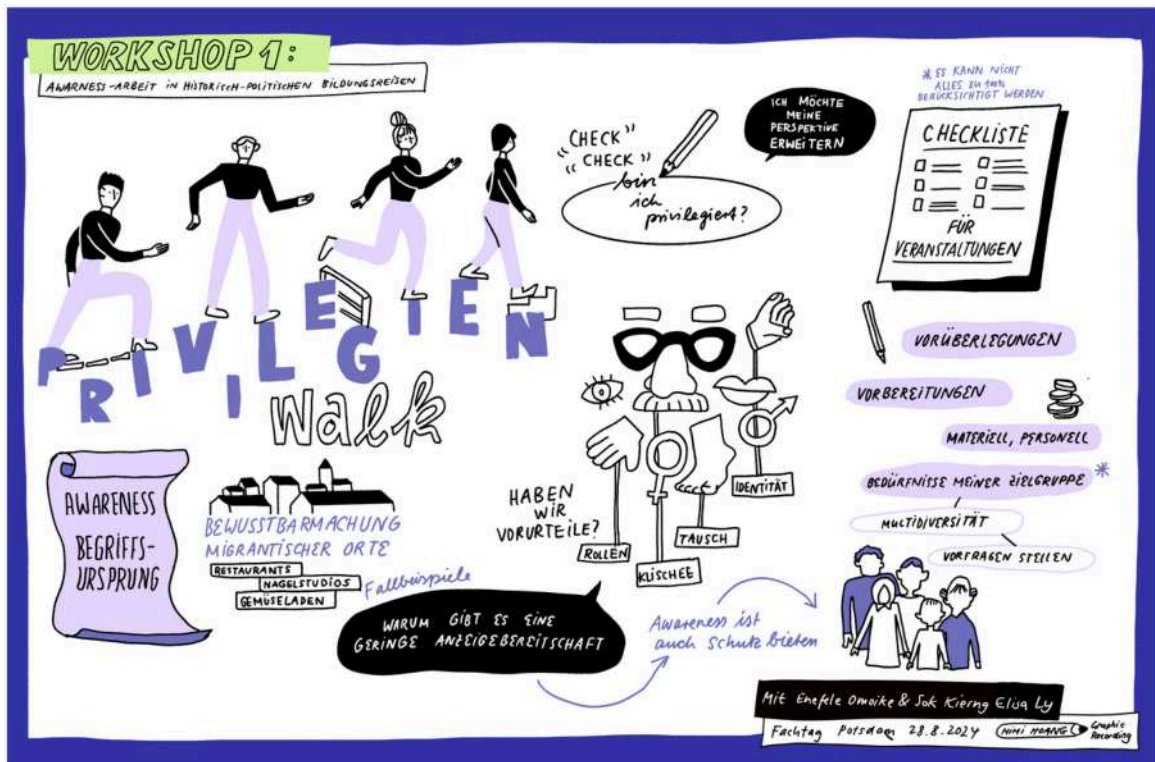 WORKSHOP 1:
AWARNESS-ARBEIT IN HISTORISCH-POLITISCHEN BILDUNGSREISEN
PRIVILEGIEN
Walk
"CHECK"
"CHECK"
bin
ich
privilegiert?
ICH MÖCHTE
MEINE
PERSPEKTIVE
ERWEITERN
* ES KANN NICHT
ALLES ZU 100%
BERÜCKSICHTIGT WERDEN
CHECKLISTE
FÜR
VERANSTALTUNGEN
VORÜBERLEGUNGEN
VORBEREITUNGEN
MATERIELL, PERSONELL
BEDÜRFNISSE MEINER ZIELGRUPPE *
MULTIDIVERSITÄT
VORFRAGEN STELLEN
AWARENESS
BEGRIFFS-
URSPRUNG
BEWUSSTBARMACHUNG
MIGRANTISCHER ORTE
RESTAURANTS
NAGELSTUDIOS
GEMÜSELADEN
HABEN
WIR
VORURTEILE?
ROLLEN
KLISCHEE
TAUSCH
IDENTITÄT
Fallbeispiele
WARUM GIBT ES EINE
GERINGE ANZEIGEBEREITSCHAFT
Awareness ist
auch Schutz bieten
Mit Enefele Omoike & Sok Kierng Elisa Ly
Fachtag Potsdam 28.8.2024
MIMI HOANG
Graphic
Recording